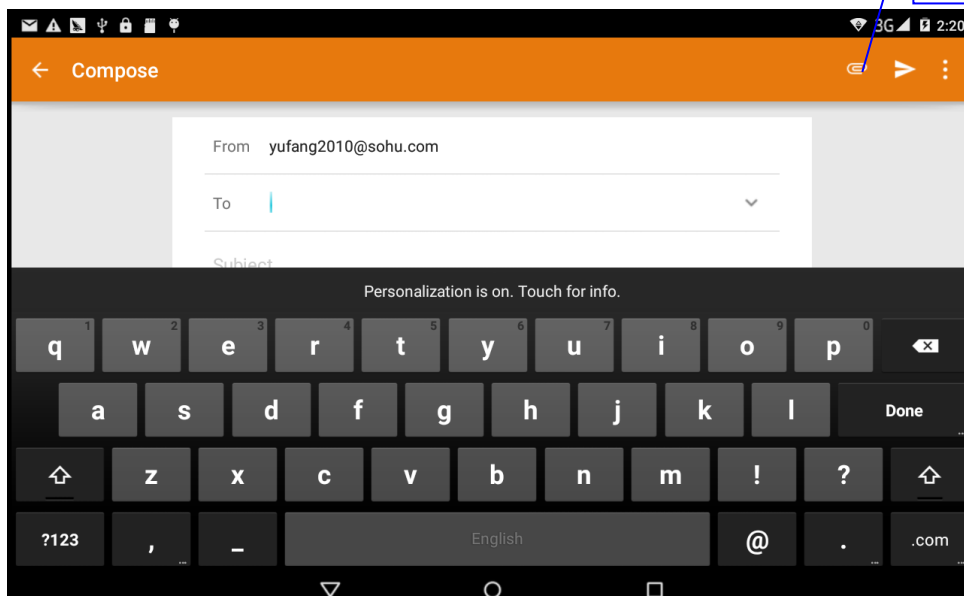 3G 2:20
Compose
From yufang2010@sohu.com
To
Subject
Personalization is on. Touch for info.
1 2 3 4 5 6 7 8 9 0
q w e r t y u i o p
a s d f g h j k l Done
z x c v b n m ! ?
?123 , _ English @ . .com